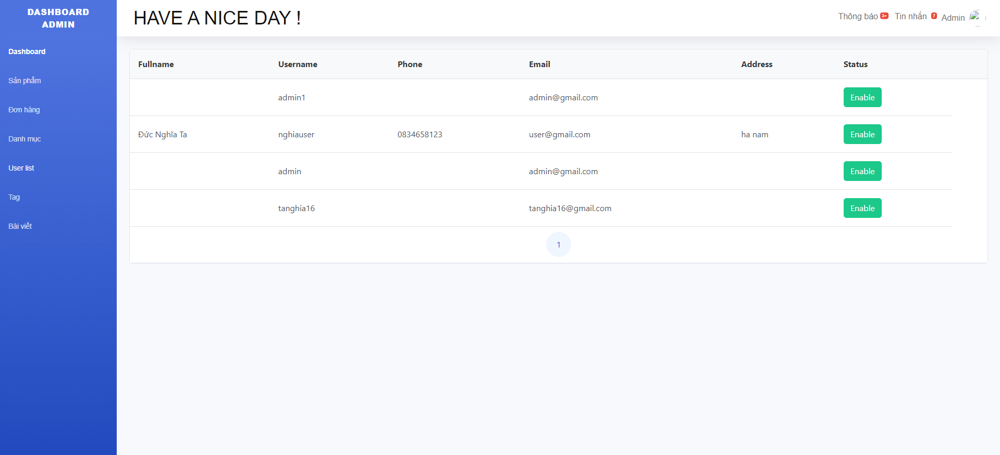 DASHBOARD
ADMIN
HAVE A NICE DAY !
Thông báo 3+ Tin nhắn 7 Admin
Dashboard
Sản phẩm
Đơn hàng
Danh mục
User list
Tag
Bài viết
Fullname Username Phone Email Address Status
admin1 admin@gmail.com Enable
Đức Nghĩa Ta nghiauser 0834658123 user@gmail.com ha nam Enable
admin admin@gmail.com Enable
tanghia16 tanghia16@gmail.com Enable
1